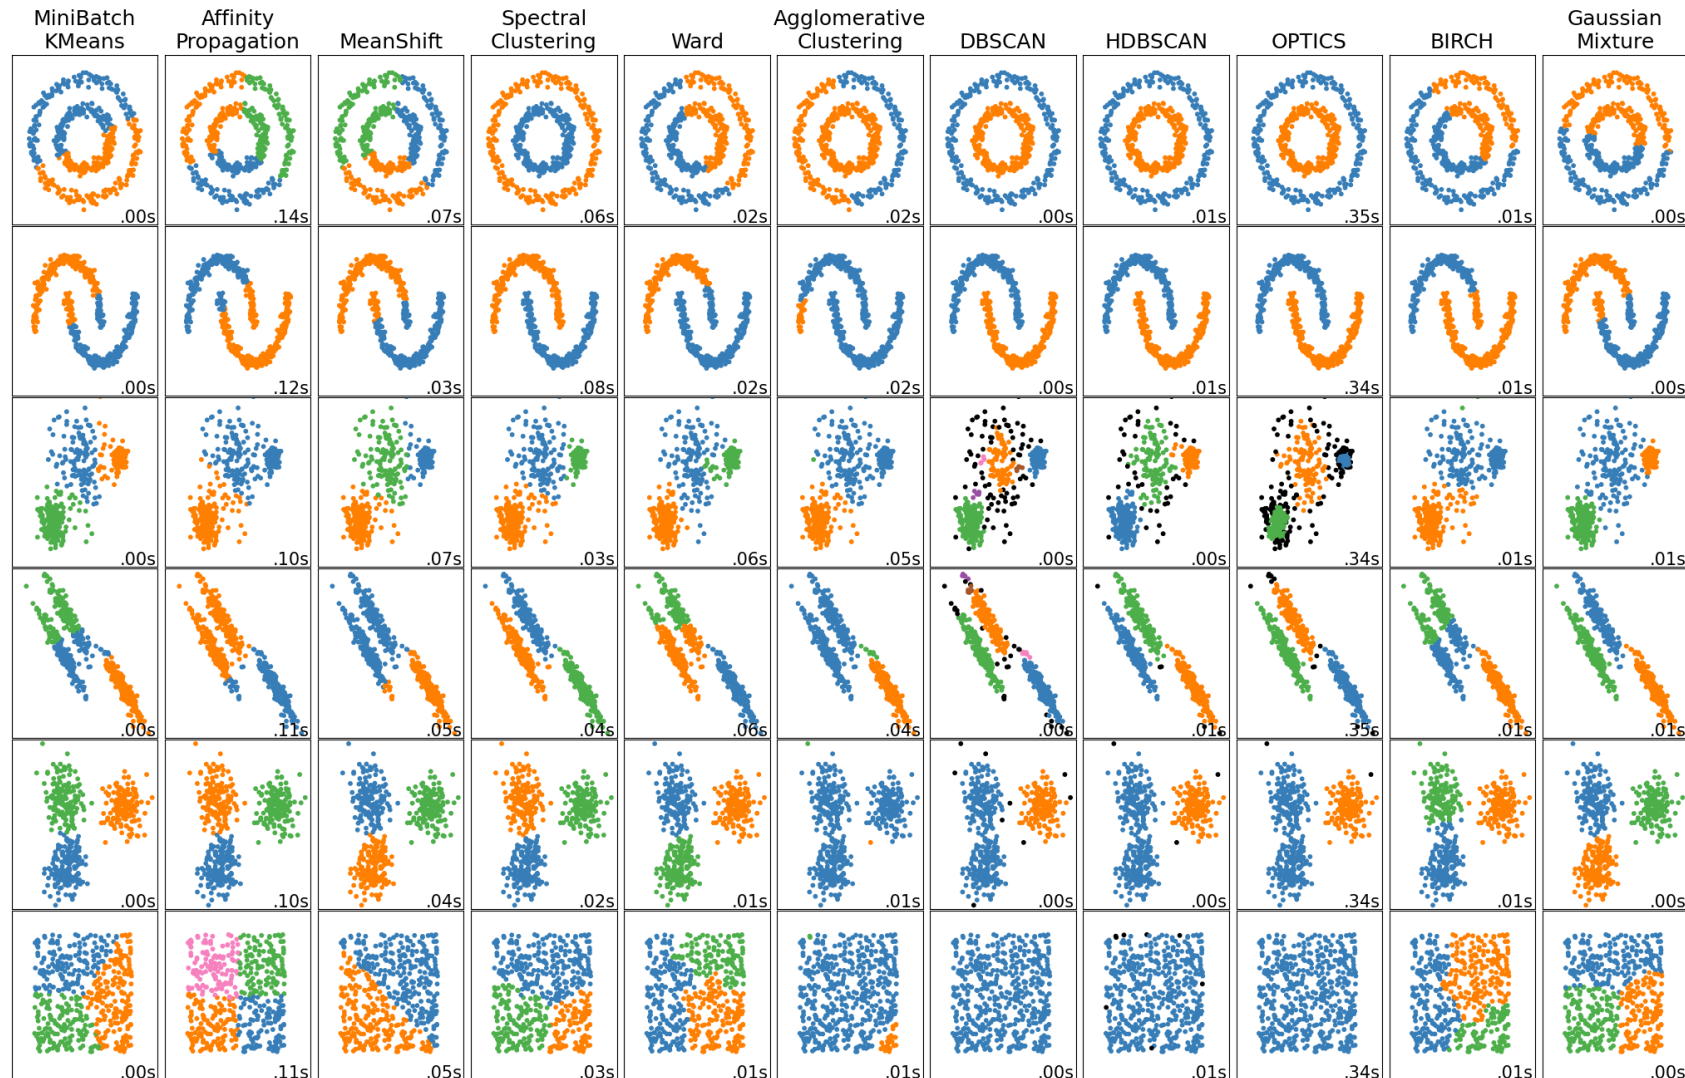 MiniBatch
KMeans
Affinity
Propagation
MeanShift
Spectral
Clustering
Ward
Agglomerative
Clustering
DBSCAN
HDBSCAN
OPTICS
BIRCH
Gaussian
Mixture
.00s .14s .07s .06s .02s .02s .00s .01s .35s .01s .00s
.00s .12s .03s .08s .02s .02s .00s .01s .34s .01s .00s
.00s .10s .07s .03s .06s .05s .00s .00s .34s .01s .01s
.00s .11s .05s .04s .06s .04s .00s .01s .35s .01s .01s
.00s .10s .04s .02s .01s .01s .00s .00s .34s .01s .00s
.00s .11s .05s .03s .01s .01s .00s .01s .34s .01s .00s